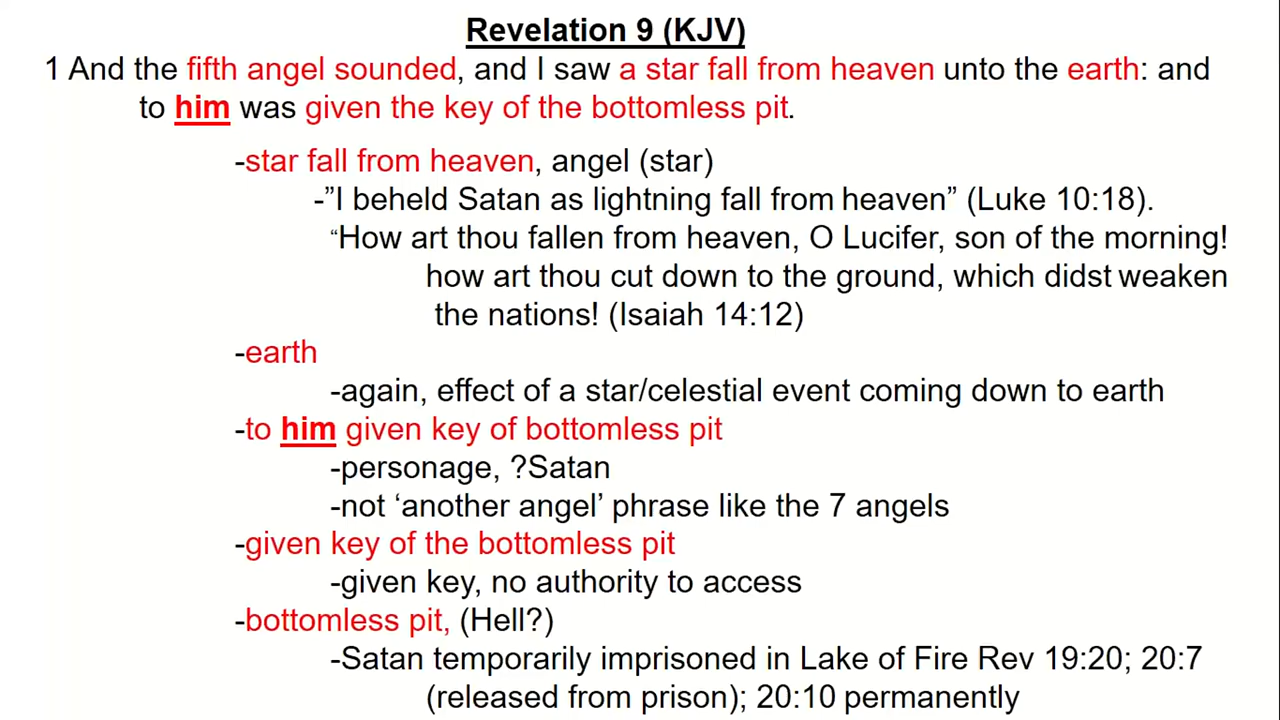 Revelation 9 (KJV)
1 And the fifth angel sounded, and I saw a star fall from heaven unto the earth: and
to him was given the key of the bottomless pit.
-star fall from heaven, angel (star)
-”I beheld Satan as lightning fall from heaven” (Luke 10:18).
“How art thou fallen from heaven, O Lucifer, son of the morning!
how art thou cut down to the ground, which didst weaken
the nations! (Isaiah 14:12)
-earth
-again, effect of a star/celestial event coming down to earth
-to him given key of bottomless pit
-personage, ?Satan
-not ‘another angel’ phrase like the 7 angels
-given key of the bottomless pit
-given key, no authority to access
-bottomless pit, (Hell?)
-Satan temporarily imprisoned in Lake of Fire Rev 19:20; 20:7
(released from prison); 20:10 permanently